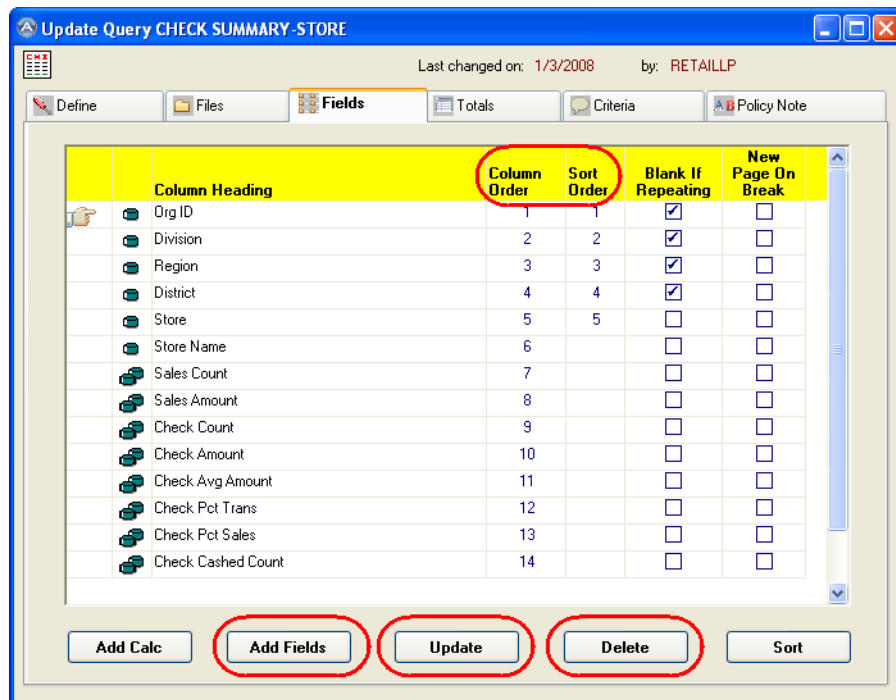 Update Query CHECK SUMMARY-STORE
CMX
Last changed on: 1/3/2008 by: RETAILLP
Define Files Fields Totals Criteria A B Policy Note
Column Heading Column Order Sort Order Blank If Repeating New Page On Break
Org ID 1 1
Division 2 2
Region 3 3
District 4 4
Store 5 5
Store Name 6
Sales Count 7
Sales Amount 8
Check Count 9
Check Amount 10
Check Avg Amount 11
Check Pct Trans 12
Check Pct Sales 13
Check Cashed Count 14
Add Calc Add Fields Update Delete Sort